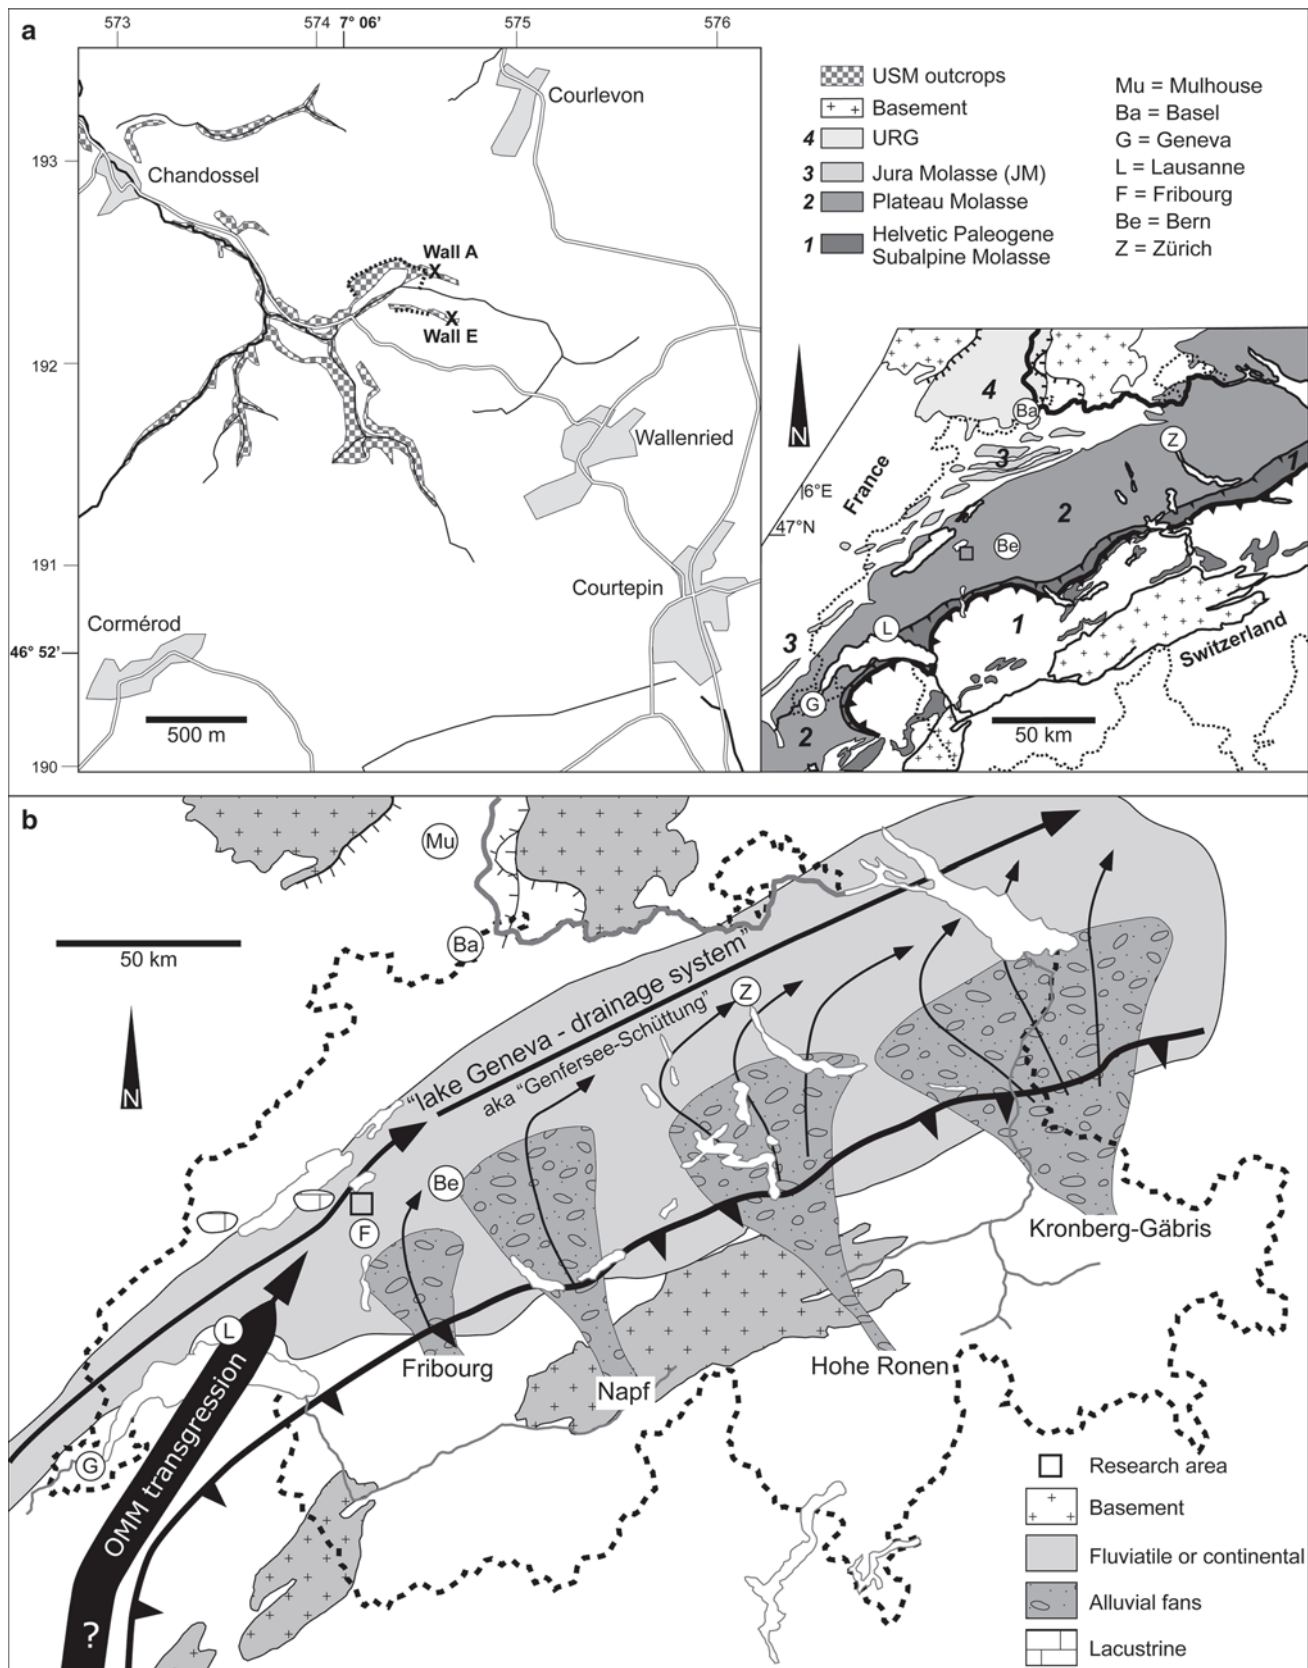 a
573
574
7° 06'
575
576
193
192
191
46° 52'
190
Courlevon
Chandossel
Wall A
Wall E
Wallenried
Courtepin
Cormérod
500 m
USM outcrops
Basement
4 URG
3 Jura Molasse (JM)
2 Plateau Molasse
1 Helvetic Paleogene
Subalpine Molasse
Mu = Mulhouse
Ba = Basel
G = Geneva
L = Lausanne
F = Fribourg
Be = Bern
Z = Zürich
N
4
Ba
Z
3
1
6°E
France
2
47°N
Be
L
1
3
Switzerland
G
2
50 km
b
Mu
Ba
50 km
N
"lake Geneva - drainage system"
aka "Genfersee-Schüttung"
Z
Be
F
Kronberg-Gäbris
L
Fribourg
Napf
Hohe Ronen
G
OMM transgression
?
Research area
Basement
Fluviatile or continental
Alluvial fans
Lacustrine